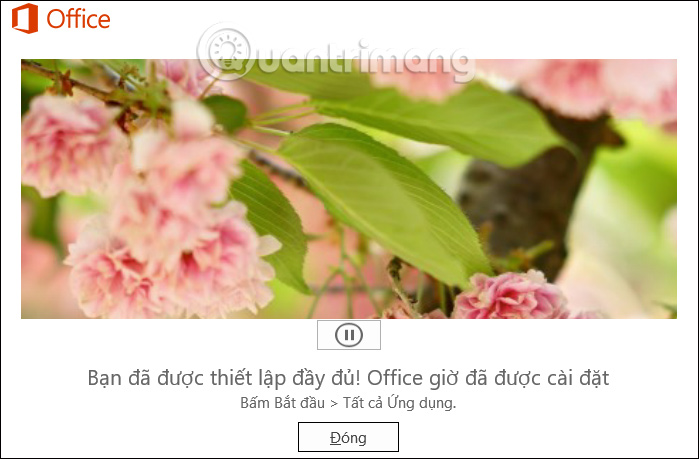 Office
Quantrimang
Bạn đã được thiết lập đầy đủ! Office giờ đã được cài đặt
Bấm Bắt đầu > Tất cả Ứng dụng.
Đóng